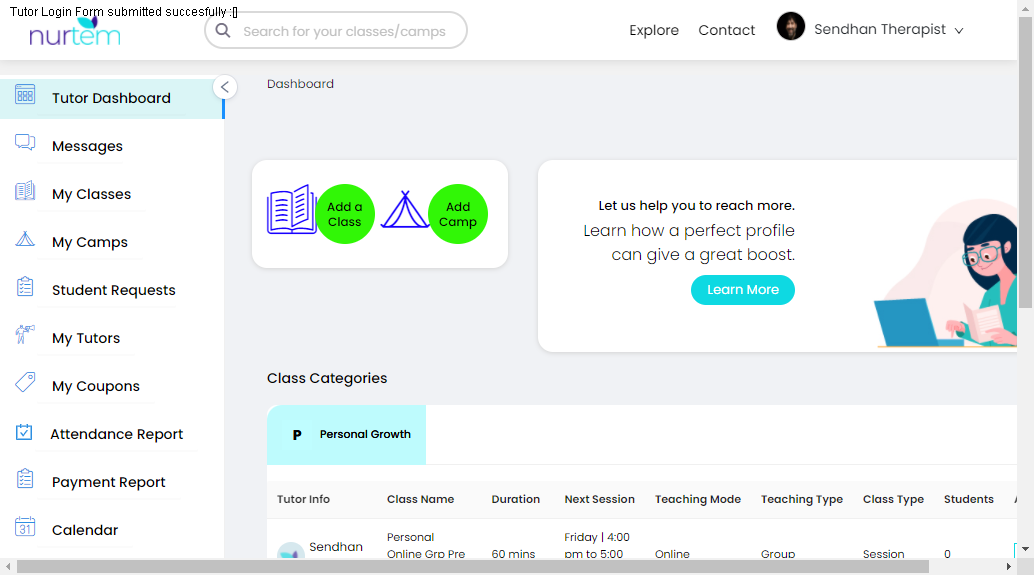 Tutor Login Form submitted succesfully :[]
nurtem
Search for your classes/camps
Explore
Contact
Sendhan Therapist
Tutor Dashboard
Messages
My Classes
My Camps
Student Requests
My Tutors
My Coupons
Attendance Report
Payment Report
31
Calendar
Dashboard
Add a
Class
Add
Camp
Let us help you to reach more.
Learn how a perfect profile
can give a great boost.
Learn More
Class Categories
P
Personal Growth
Tutor Info
Class Name
Duration
Next Session
Teaching Mode
Teaching Type
Class Type
Students
Sendhan
Personal
Online Grp Pre
60 mins
Friday | 4:00
pm to 5:00
Online
Group
Session
0